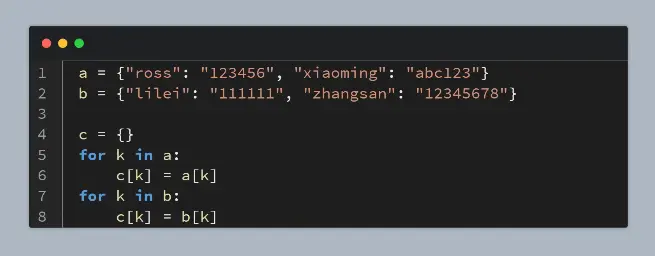 1 a = {"ross": "123456", "xiaoming": "abc123"}
2 b = {"lilei": "111111", "zhangsan": "12345678"}
3
4 c = {}
5 for k in a:
6     c[k] = a[k]
7 for k in b:
8     c[k] = b[k]